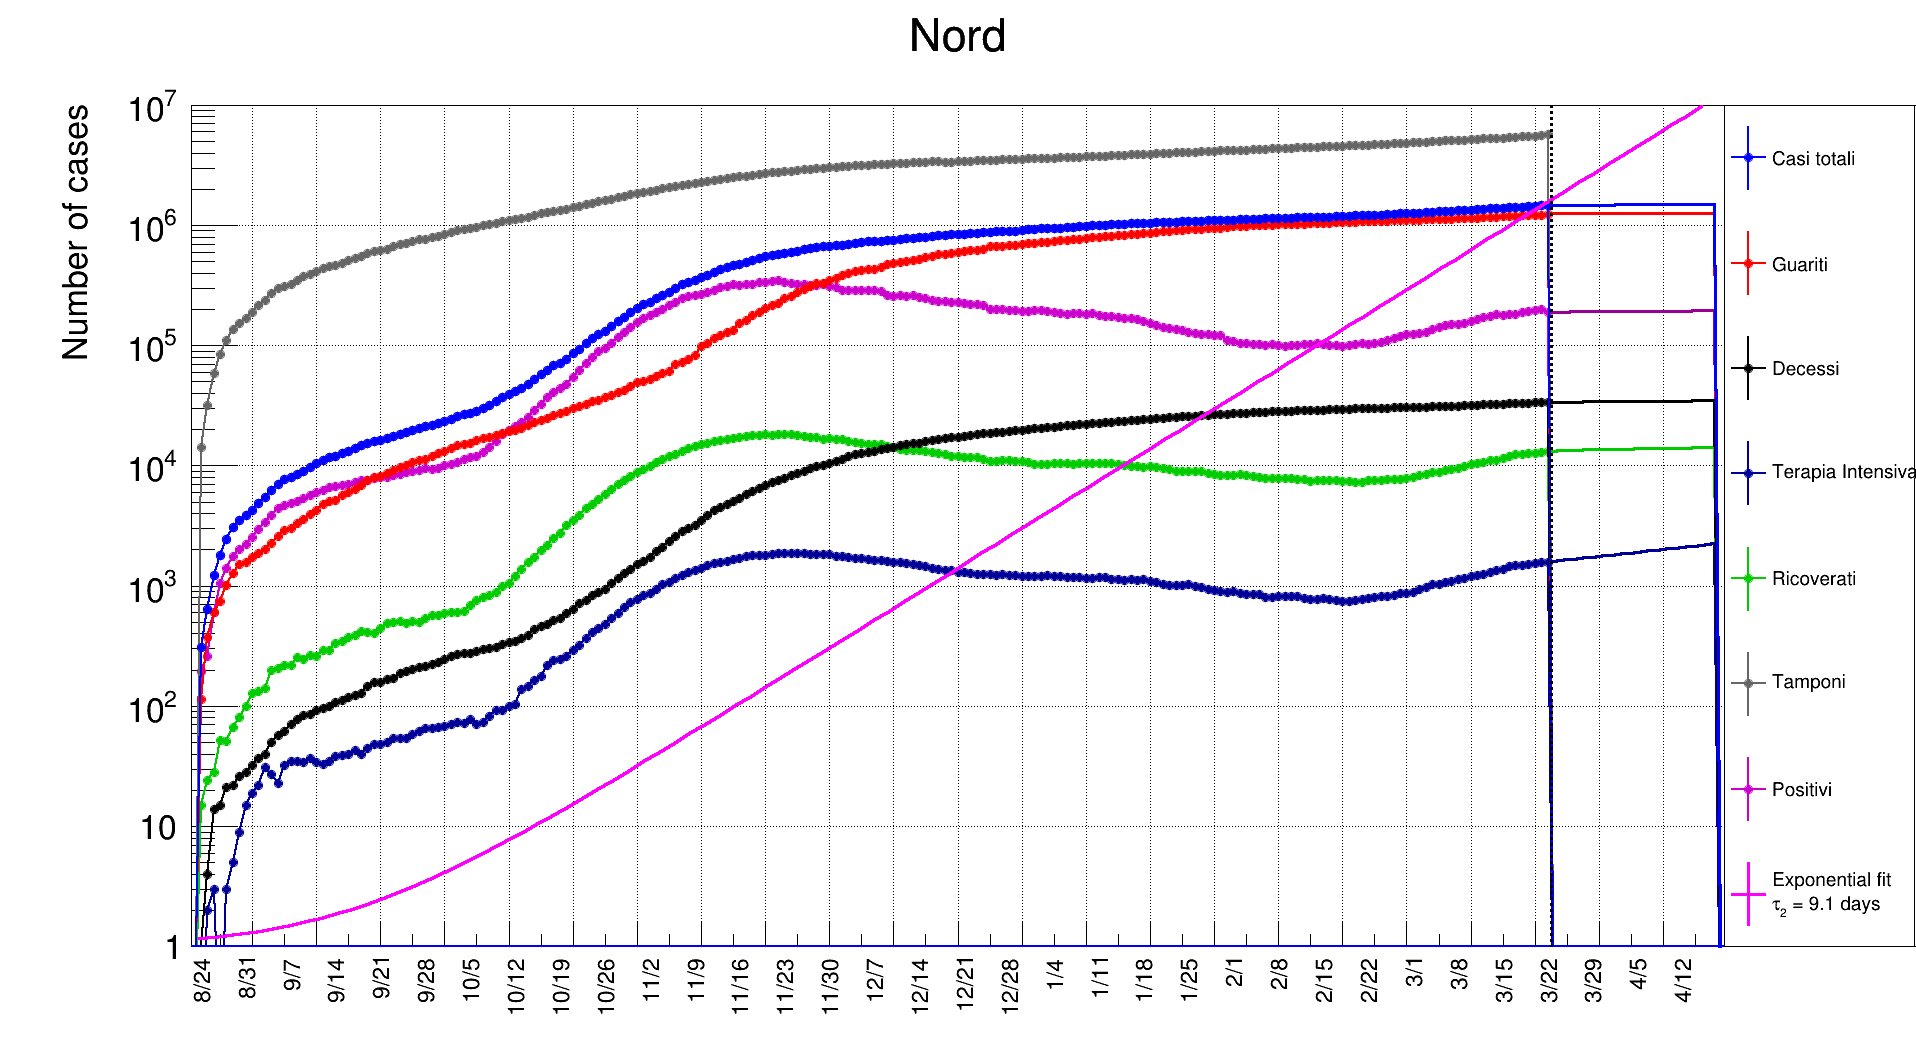 Nord
Number of cases
10^7
10^6
10^5
10^4
10^3
10^2
10
1
8/24 8/31 9/7 9/14 9/21 9/28 10/5 10/12 10/19 10/26 11/2 11/9 11/16 11/23 11/30 12/7 12/14 12/21 12/28 1/4 1/11 1/18 1/25 2/1 2/8 2/15 2/22 3/1 3/8 3/15 3/22 3/29 4/5 4/12
Casi totali
Guariti
Decessi
Terapia Intensiva
Ricoverati
Tamponi
Positivi
Exponential fit
τ₂ = 9.1 days